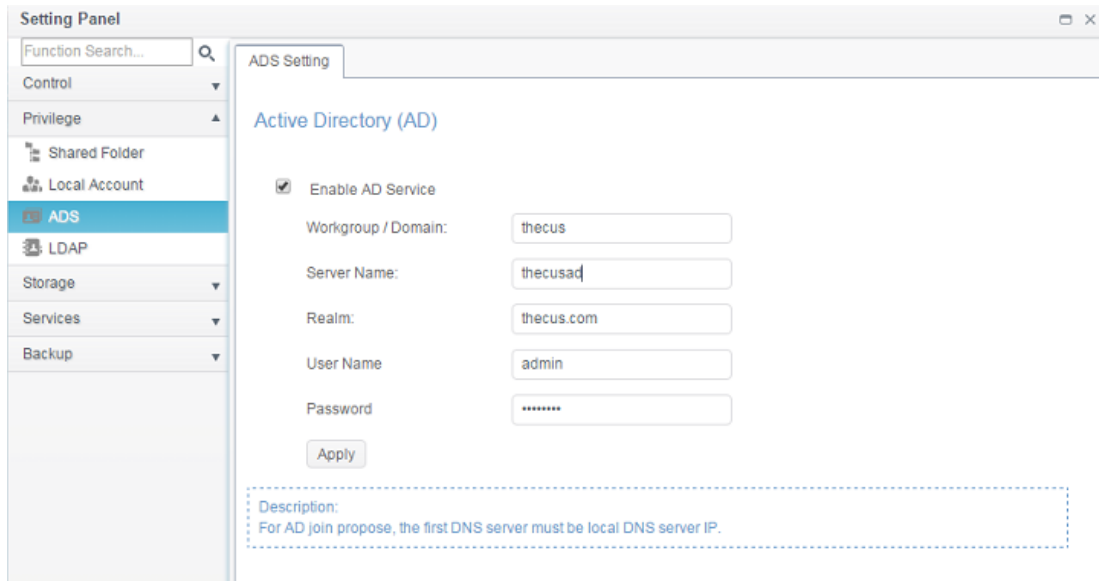 Setting Panel
Function Search...
Control
Privilege
Shared Folder
Local Account
ADS
LDAP
Storage
Services
Backup
ADS Setting
Active Directory (AD)
Enable AD Service
Workgroup / Domain: thecus
Server Name: thecusad
Realm: thecus.com
User Name admin
Password ••••••••
Apply
Description:
For AD join propose, the first DNS server must be local DNS server IP.